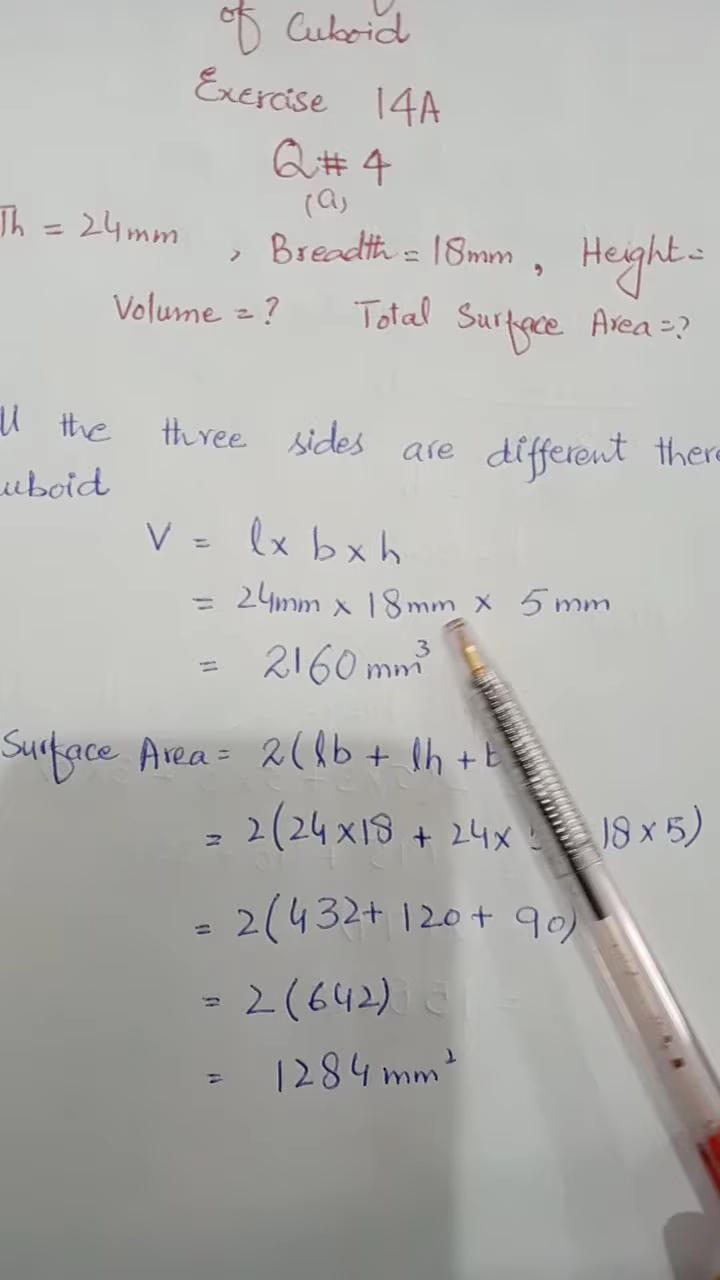 of Cuboid
Exercise 14A
Q# 4
(a)
Th = 24mm , Breadth = 18mm , Height =
Volume = ? Total Surface Area = ?
the three sides are different there
uboid
V = l x b x h
= 24mm x 18mm x 5mm
= 2160 mm³
Surface Area = 2(lb + lh + b
= 2(24x18 + 24x 18x5)
= 2(432+ 120+ 90)
= 2(642)
= 1284 mm²